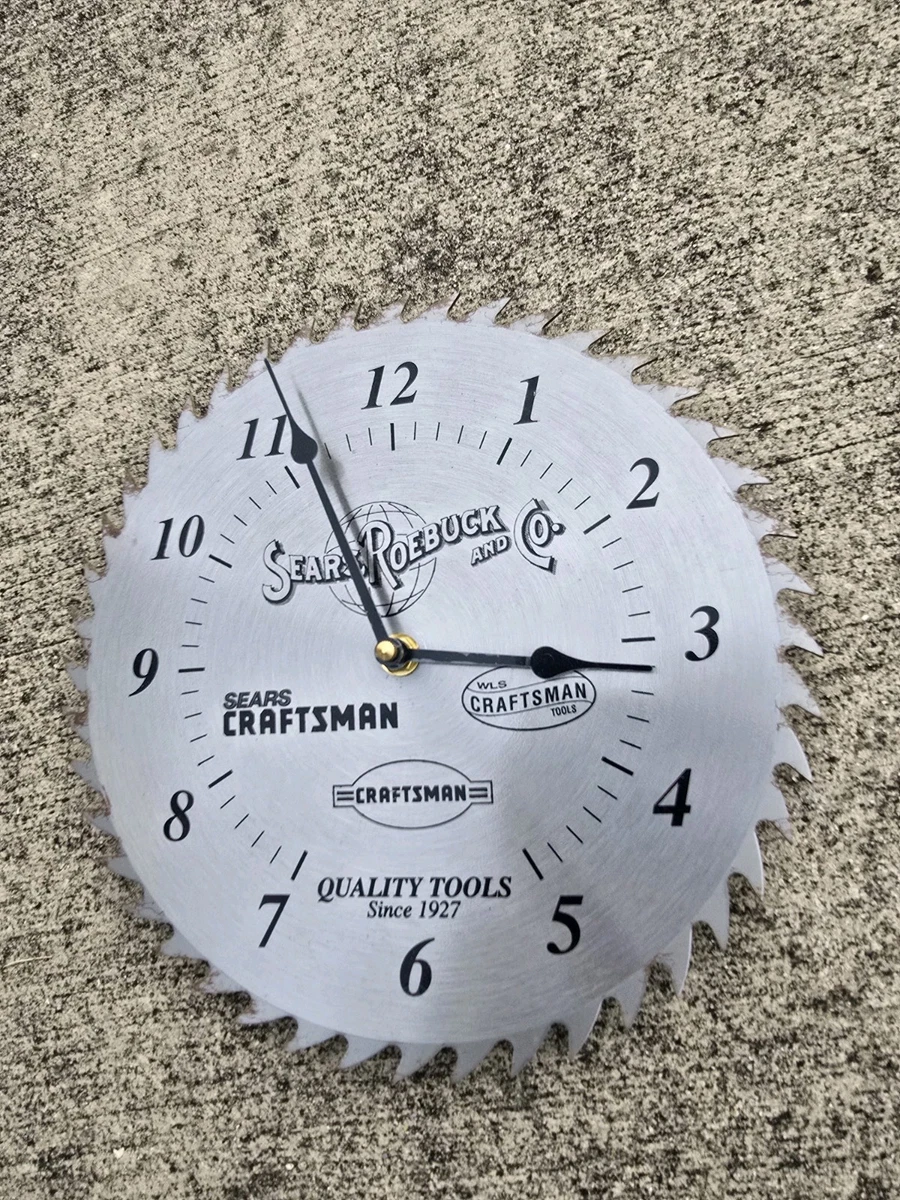 12
1
2
3
4
5
6
7
8
9
10
11
SEARS, ROEBUCK AND CO.
SEARS
CRAFTSMAN
WLS
CRAFTSMAN
TOOLS
CRAFTSMAN
QUALITY TOOLS
Since 1927